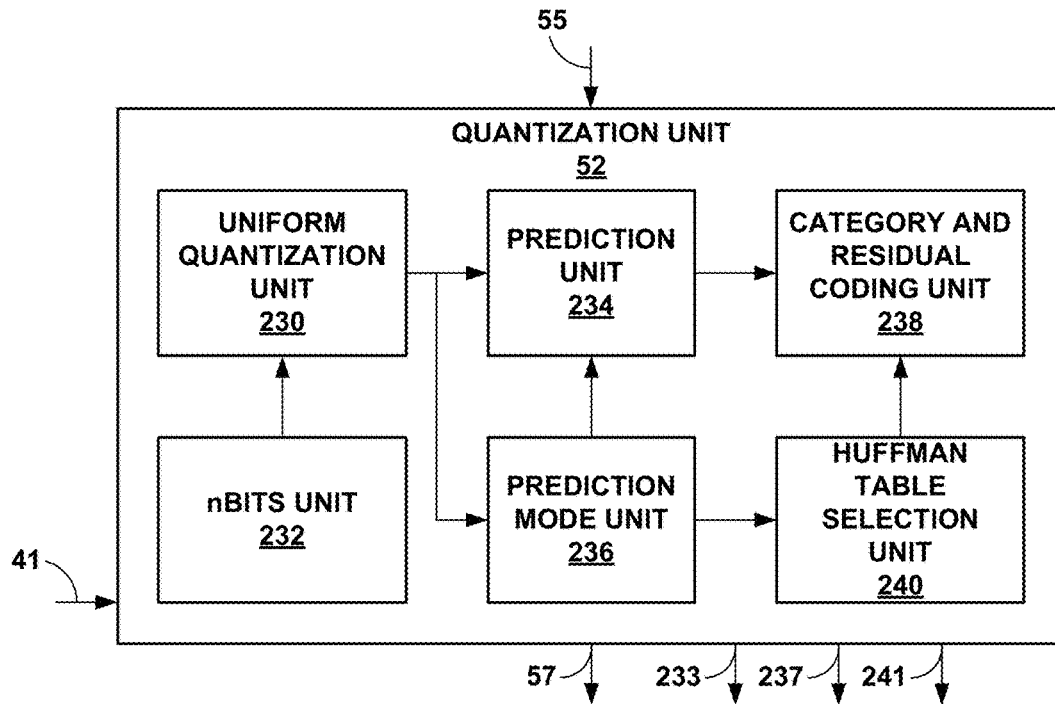 55
QUANTIZATION UNIT
52
UNIFORM
QUANTIZATION
UNIT
230
PREDICTION
UNIT
234
CATEGORY AND
RESIDUAL
CODING UNIT
238
nBITS UNIT
232
PREDICTION
MODE UNIT
236
HUFFMAN
TABLE
SELECTION
UNIT
240
41
57
233
237
241